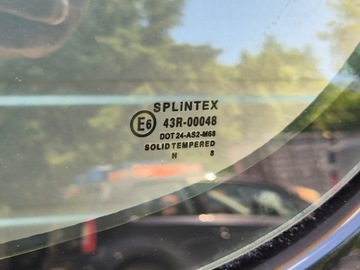 SPLINTEX
E6 43R-00048
DOT 24-AS2-M68
SOLID TEMPERED
H 8